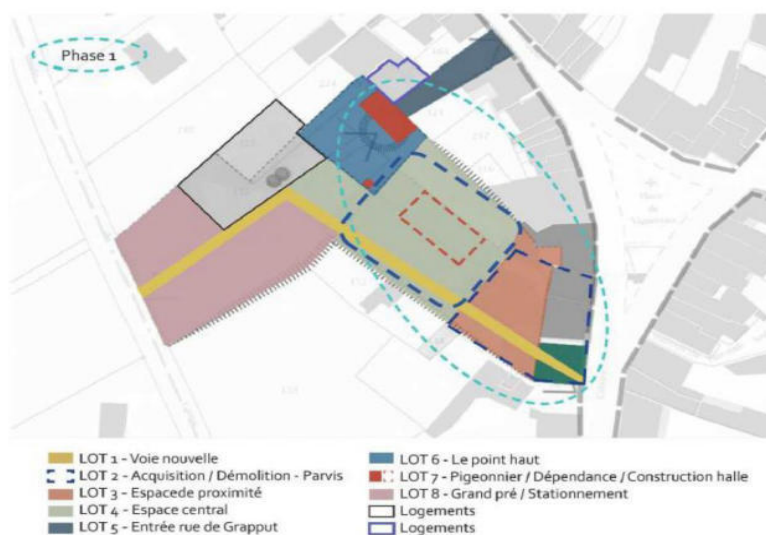 Phase 1
LOT 1 - Voie nouvelle
LOT 2 - Acquisition / Démolition - Parvis
LOT 3 - Espacede proximité
LOT 4 - Espace central
LOT 5 - Entrée rue de Grapput
LOT 6 - Le point haut
LOT 7 - Pigeonnier / Dépendance / Construction halle
LOT 8 - Grand pré / Stationnement
Logements
Logements